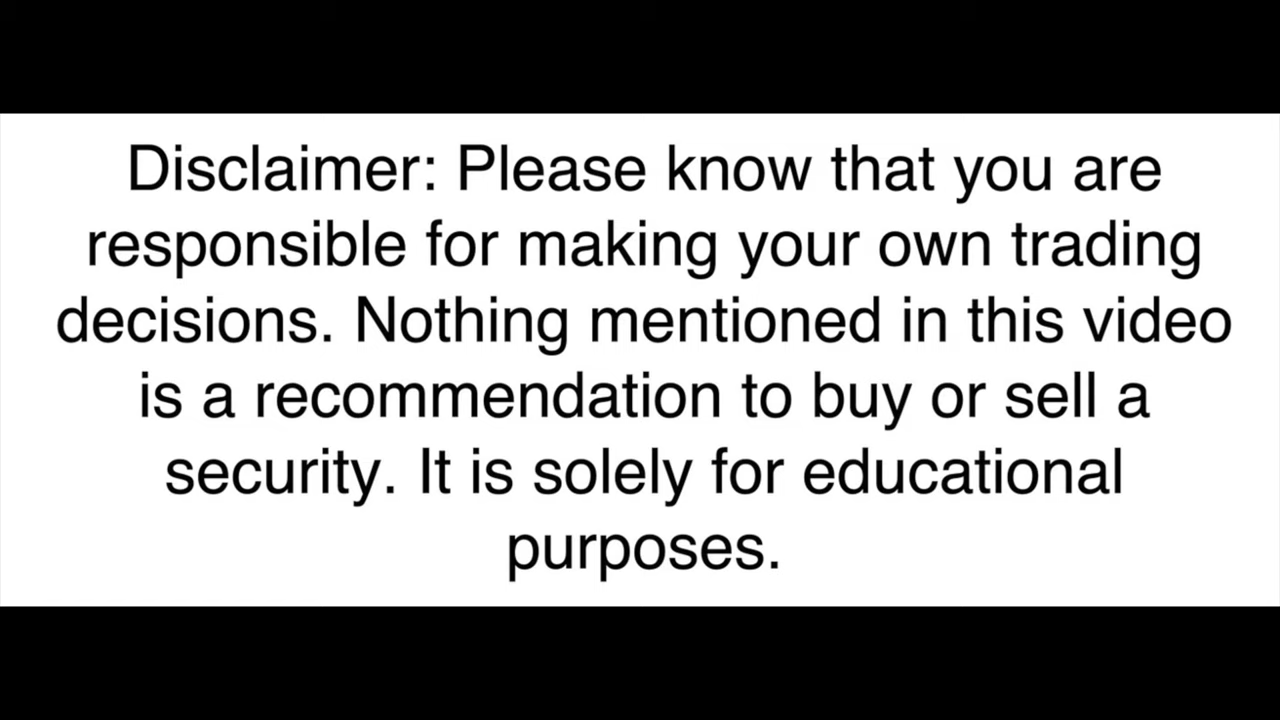 Disclaimer: Please know that you are
responsible for making your own trading
decisions. Nothing mentioned in this video
is a recommendation to buy or sell a
security. It is solely for educational
purposes.